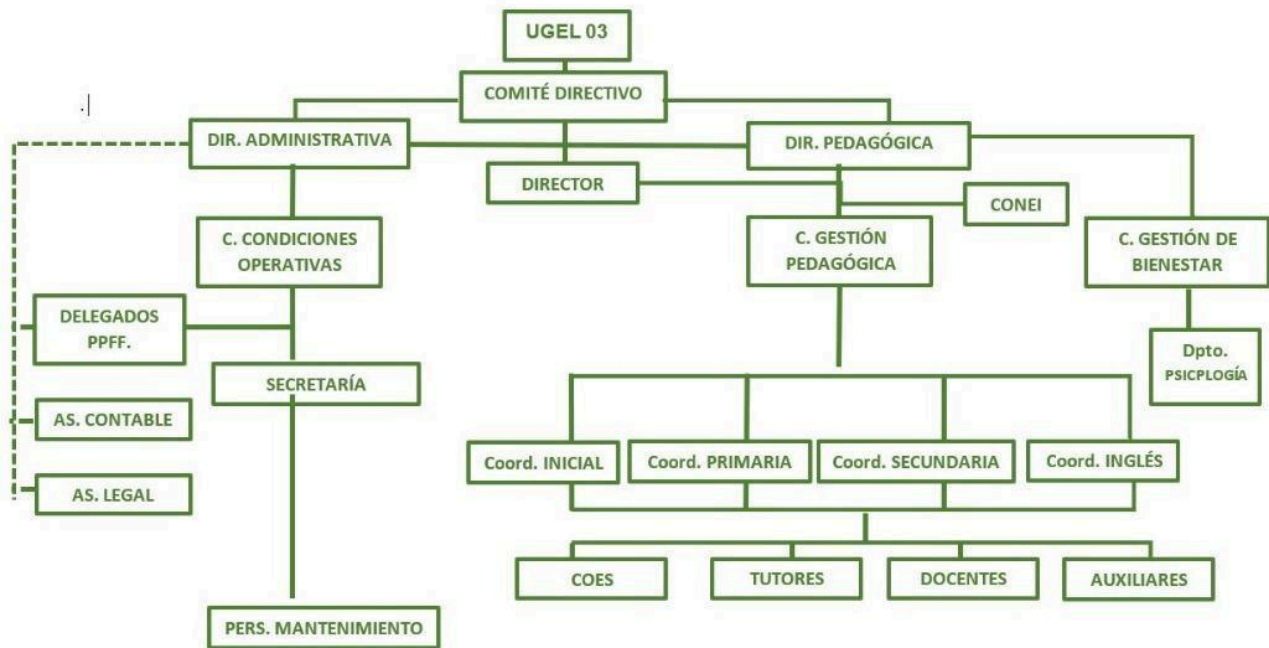 UGEL 03
COMITÉ DIRECTIVO
.|
DIR. ADMINISTRATIVA
DIR. PEDAGÓGICA
DIRECTOR
CONEI
C. CONDICIONES
OPERATIVAS
C. GESTIÓN
PEDAGÓGICA
C. GESTIÓN DE
BIENESTAR
DELEGADOS
PPFF.
Dpto.
PSICPLOGÍA
SECRETARÍA
AS. CONTABLE
Coord. INICIAL
Coord. PRIMARIA
Coord. SECUNDARIA
Coord. INGLÉS
AS. LEGAL
COES
TUTORES
DOCENTES
AUXILIARES
PERS. MANTENIMIENTO